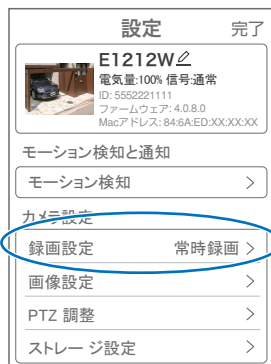 設定 完了
E1212W
電気量:100% 信号:通常
ID: 5552221111
ファームウェア: 4.0.8.0
Macアドレス: 84:6A:ED:XX:XX:XX
モーション検知と通知
モーション検知 >
カメラ設定
録画設定 常時録画 >
画像設定 >
PTZ 調整 >
ストレージ設定 >